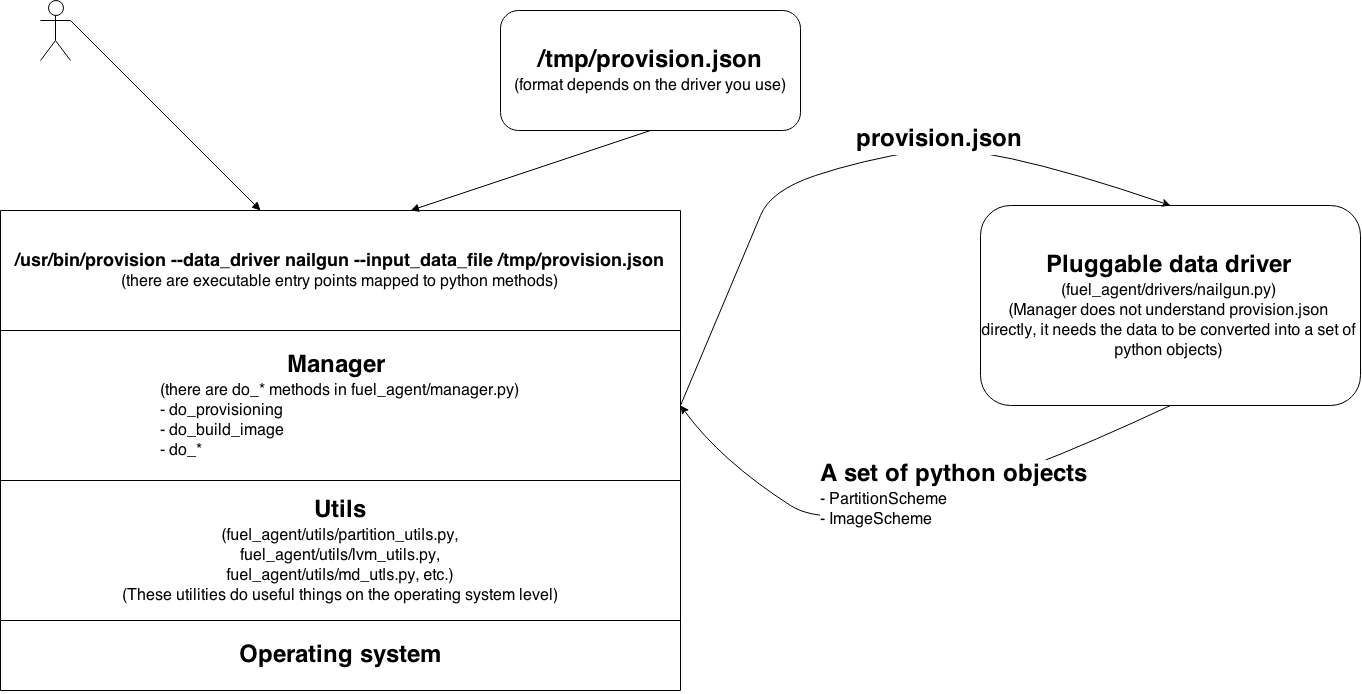 /tmp/provision.json
(format depends on the driver you use)
provision.json
/usr/bin/provision --data_driver nailgun --input_data_file /tmp/provision.json
(there are executable entry points mapped to python methods)
Pluggable data driver
(fuel_agent/drivers/nailgun.py)
(Manager does not understand provision.json
directly, it needs the data to be converted into a set of
python objects)
Manager
(there are do_* methods in fuel_agent/manager.py)
- do_provisioning
- do_build_image
- do_*
A set of python objects
- PartitionScheme
- ImageScheme
Utils
(fuel_agent/utils/partition_utils.py,
fuel_agent/utils/lvm_utils.py,
fuel_agent/utils/md_utls.py, etc.)
(These utilities do useful things on the operating system level)
Operating system